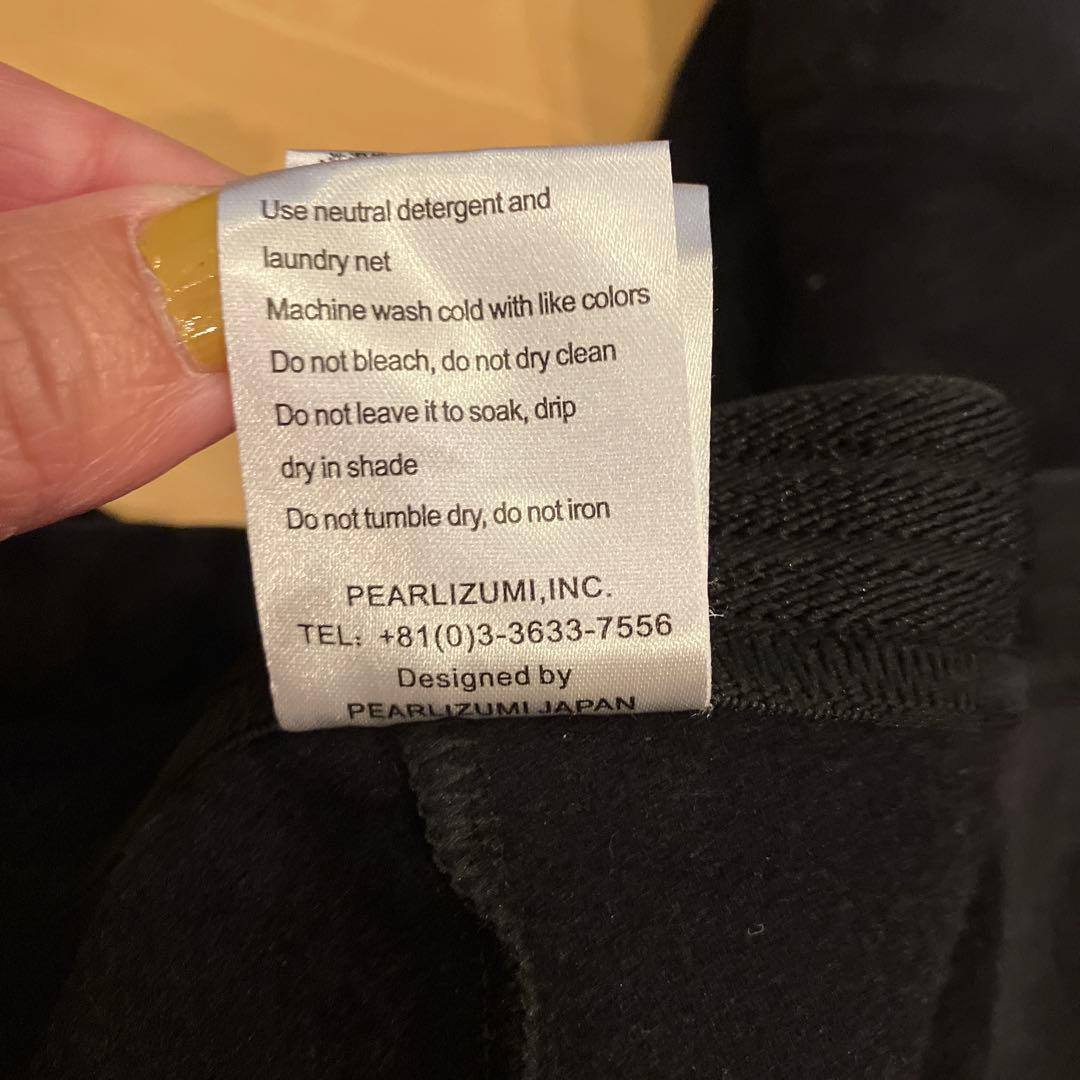 Use neutral detergent and
laundry net
Machine wash cold with like colors
Do not bleach, do not dry clean
Do not leave it to soak, drip
dry in shade
Do not tumble dry, do not iron
PEARLIZUMI,INC.
TEL: +81(0)3-3633-7556
Designed by
PEARLIZUMI JAPAN